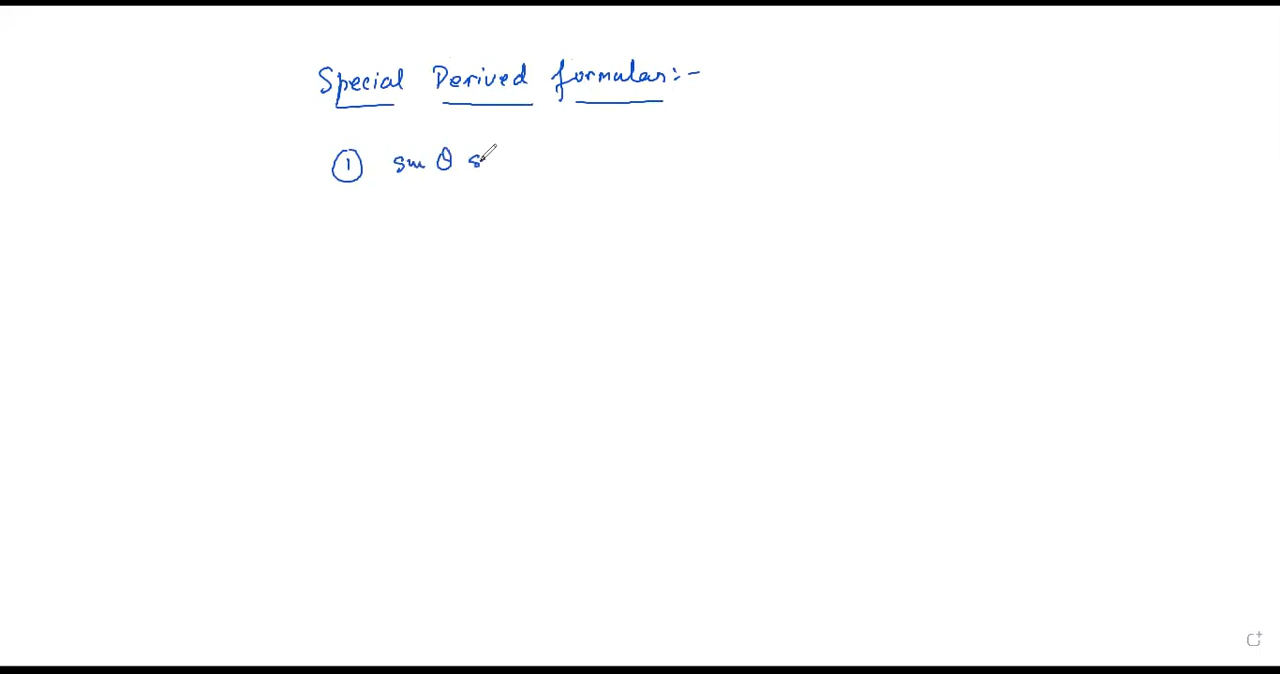 Special Derived formulas:-
① sin θ s